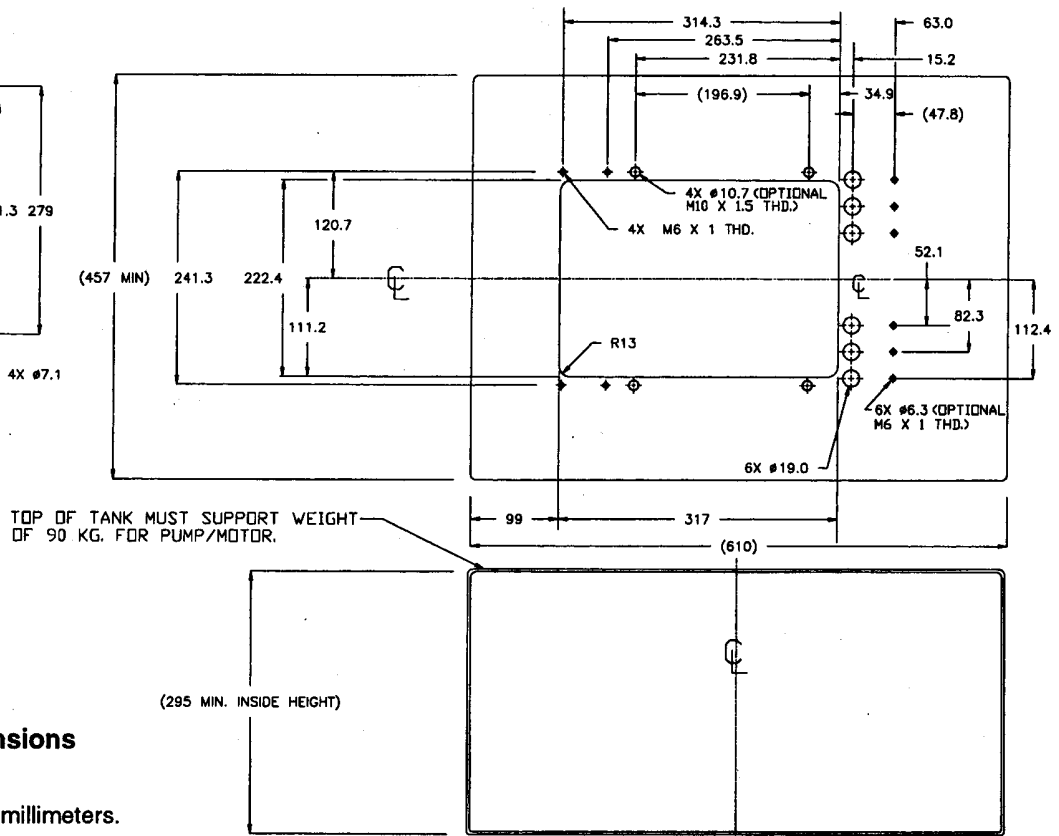 314.3
63.0
263.5
231.8
15.2
(196.9)
34.9
(47.8)
279
4X ø10.7 (OPTIONAL
M10 X 1.5 THD.)
4X M6 X 1 THD.
120.7
52.1
(457 MIN)
241.3
222.4
CL
CL
82.3
112.4
111.2
R13
4X ø7.1
6X ø6.3 (OPTIONAL
M6 X 1 THD.)
6X ø19.0
TOP OF TANK MUST SUPPORT WEIGHT
OF 90 KG. FOR PUMP/MOTOR.
99
317
(610)
CL
(295 MIN. INSIDE HEIGHT)
nsions
millimeters.